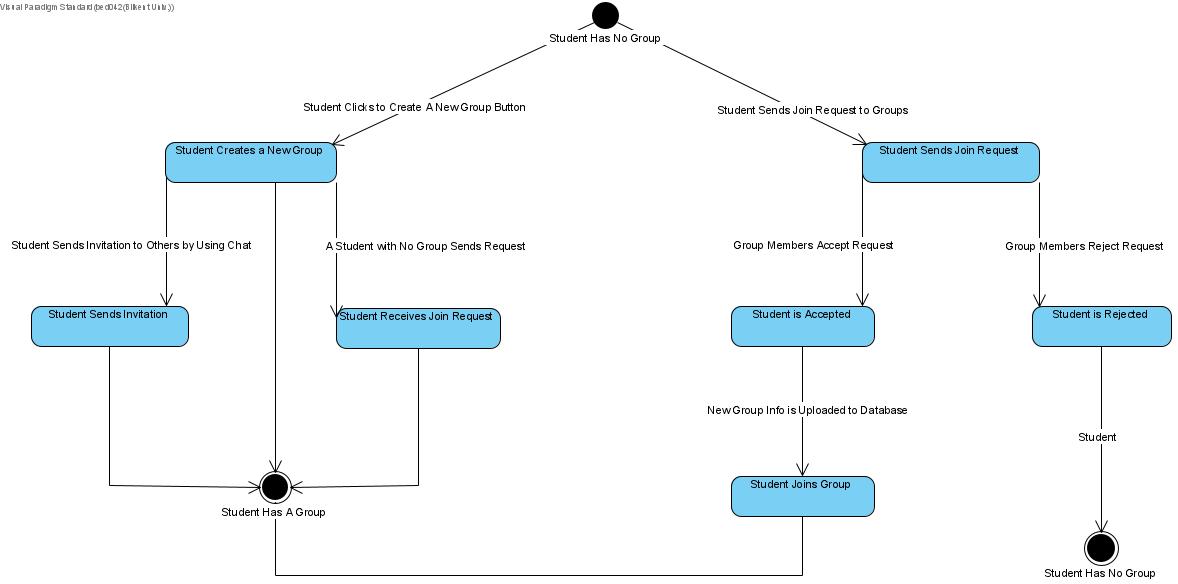 Visual Paradigm Standard(bed042(Bilkent Univ.))
Student Has No Group
Student Clicks to Create A New Group Button
Student Sends Join Request to Groups
Student Creates a New Group
Student Sends Join Request
Student Sends Invitation to Others by Using Chat
A Student with No Group Sends Request
Group Members Accept Request
Group Members Reject Request
Student Sends Invitation
Student Receives Join Request
Student is Accepted
Student is Rejected
New Group Info is Uploaded to Database
Student
Student Joins Group
Student Has A Group
Student Has No Group